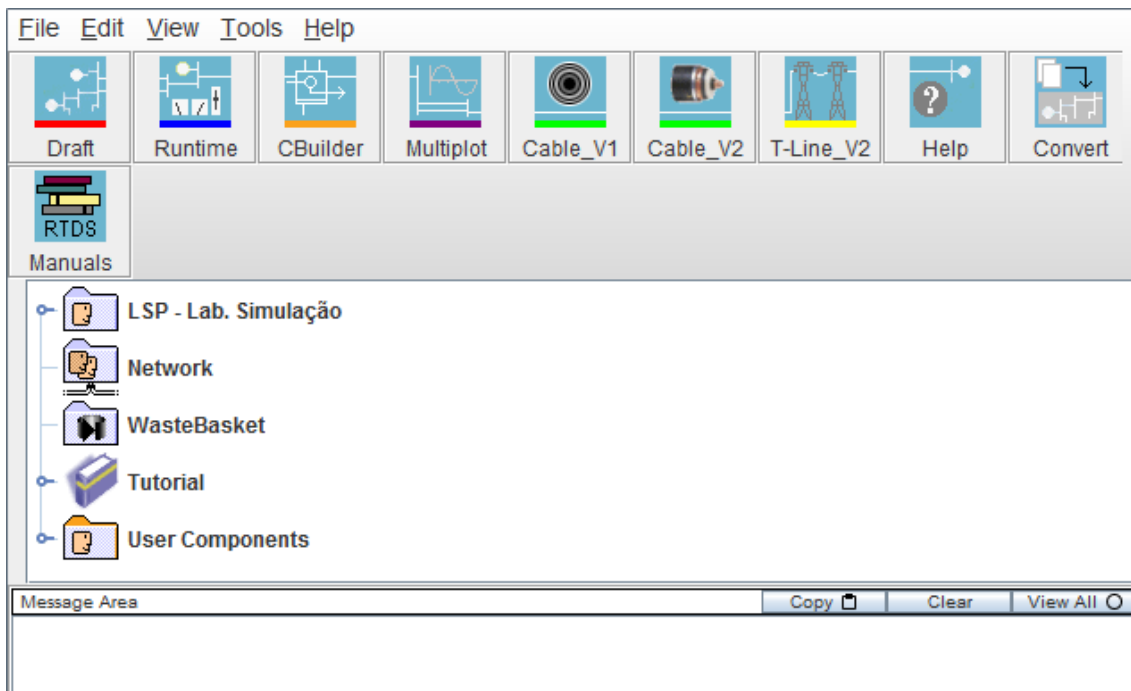 File Edit View Tools Help
Draft Runtime CBuilder Multiplot Cable_V1 Cable_V2 T-Line_V2 Help Convert
RTDS
Manuals
LSP - Lab. Simulação
Network
WasteBasket
Tutorial
User Components
Message Area Copy Clear View All